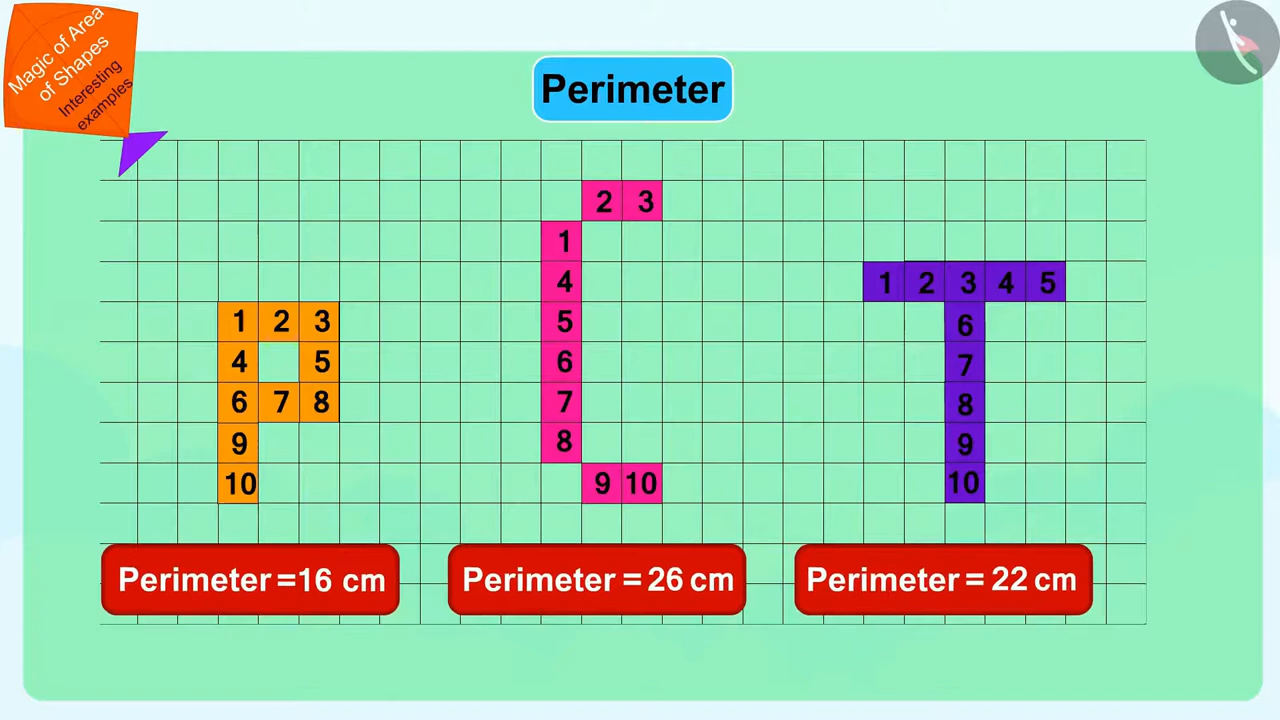 Magic of Area
of Shapes
Interesting
examples
Perimeter
2 3
1
1 2 3 4 5
4
1 2 3
5
6
4 5
6
7
6 7 8
7
8
9
8
9
10
9 10
10
Perimeter =16 cm
Perimeter = 26 cm
Perimeter = 22 cm